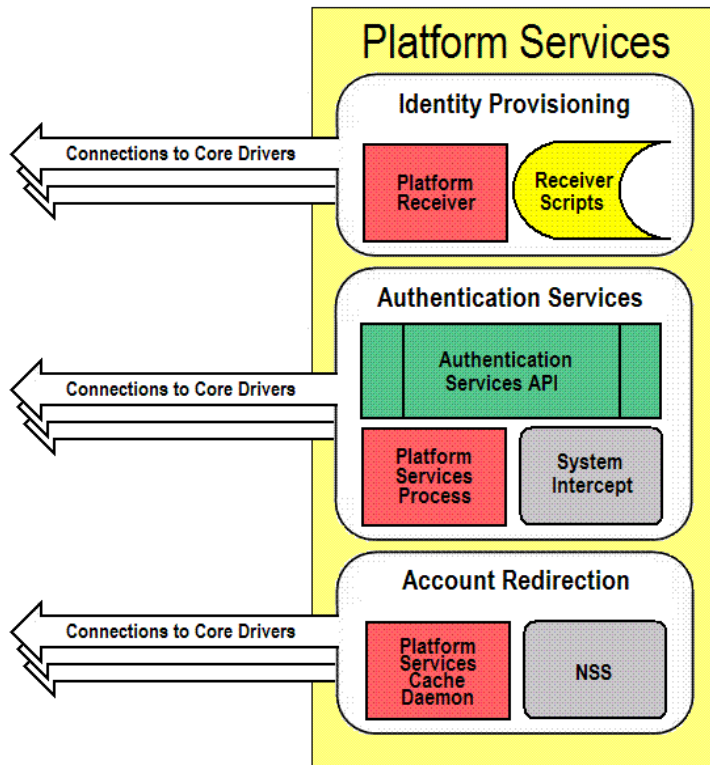 Platform Services
Identity Provisioning
Connections to Core Drivers
Platform
Receiver
Receiver
Scripts
Authentication Services
Authentication
Services API
Connections to Core Drivers
Platform
Services
Process
System
Intercept
Account Redirection
Connections to Core Drivers
Platform
Services
Cache
Daemon
NSS